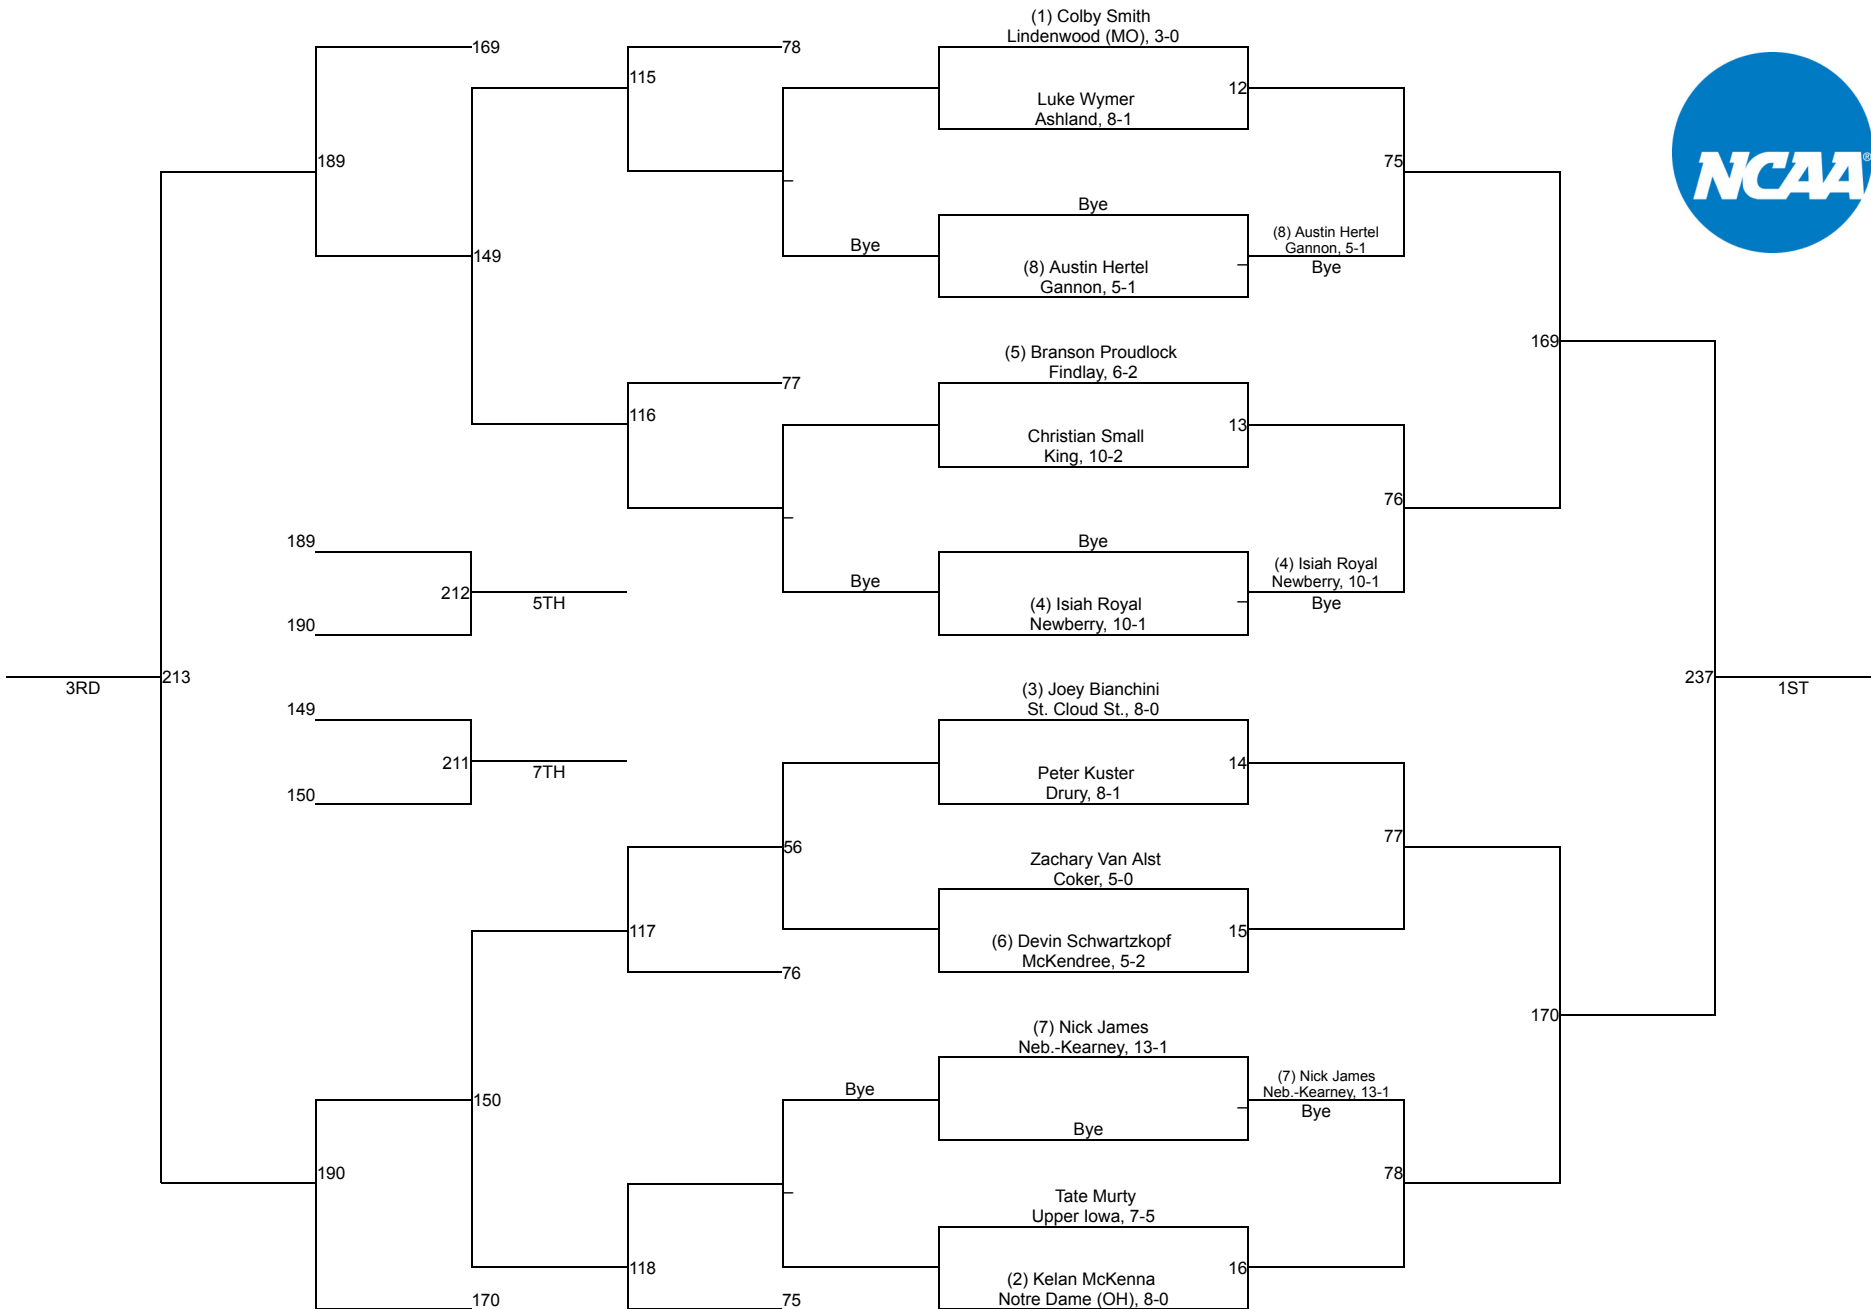 (1) Colby Smith
Lindenwood (MO), 3-0
169
78
115
12
Luke Wymer
Ashland, 8-1
NCAA®
189
75
Bye
Bye
(8) Austin Hertel
Gannon, 5-1
Bye
149
(8) Austin Hertel
Gannon, 5-1
169
(5) Branson Proudlock
Findlay, 6-2
77
116
13
Christian Small
King, 10-2
76
189
Bye
Bye
(4) Isiah Royal
Newberry, 10-1
Bye
212
5TH
(4) Isiah Royal
Newberry, 10-1
190
213
3RD
237
1ST
(3) Joey Bianchini
St. Cloud St., 8-0
149
211
7TH
14
Peter Kuster
Drury, 8-1
150
56
77
Zachary Van Alst
Coker, 5-0
117
15
(6) Devin Schwartzkopf
McKendree, 5-2
76
170
(7) Nick James
Neb.-Kearney, 13-1
Bye
(7) Nick James
Neb.-Kearney, 13-1
Bye
150
Bye
190
78
Tate Murty
Upper Iowa, 7-5
118
16
(2) Kelan McKenna
Notre Dame (OH), 8-0
170
75